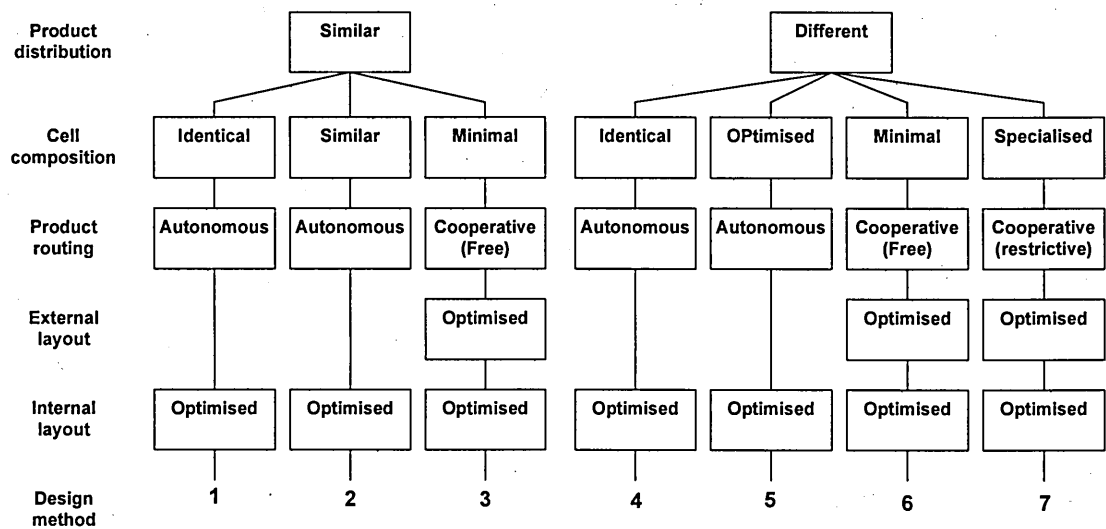 Product
distribution
Similar
Different
Cell
composition
Identical
Similar
Minimal
Identical
OPtimised
Minimal
Specialised
Product
routing
Autonomous
Autonomous
Cooperative
(Free)
Autonomous
Autonomous
Cooperative
(Free)
Cooperative
(restrictive)
External
layout
Optimised
Optimised
Optimised
Internal
layout
Optimised
Optimised
Optimised
Optimised
Optimised
Optimised
Optimised
Design
method
1
2
3
4
5
6
7